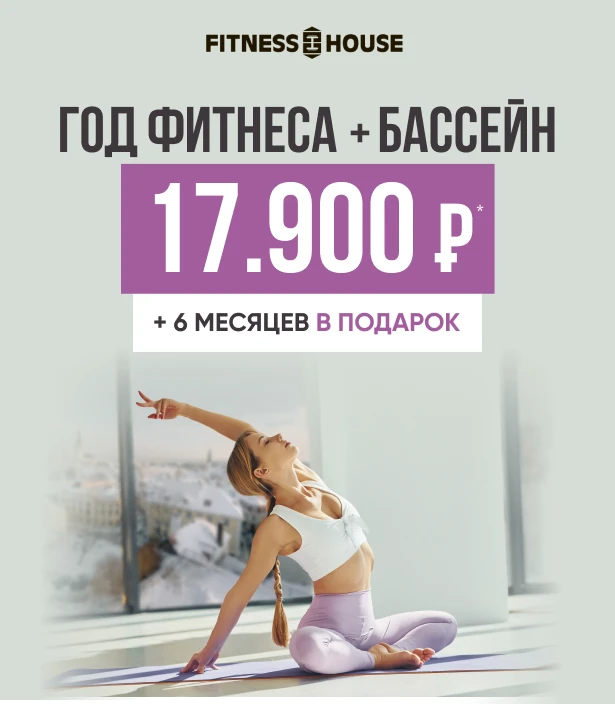 FITNESS HOUSE
ГОД ФИТНЕСА + БАССЕЙН
17.900 ₽*
+ 6 МЕСЯЦЕВ В ПОДАРОК